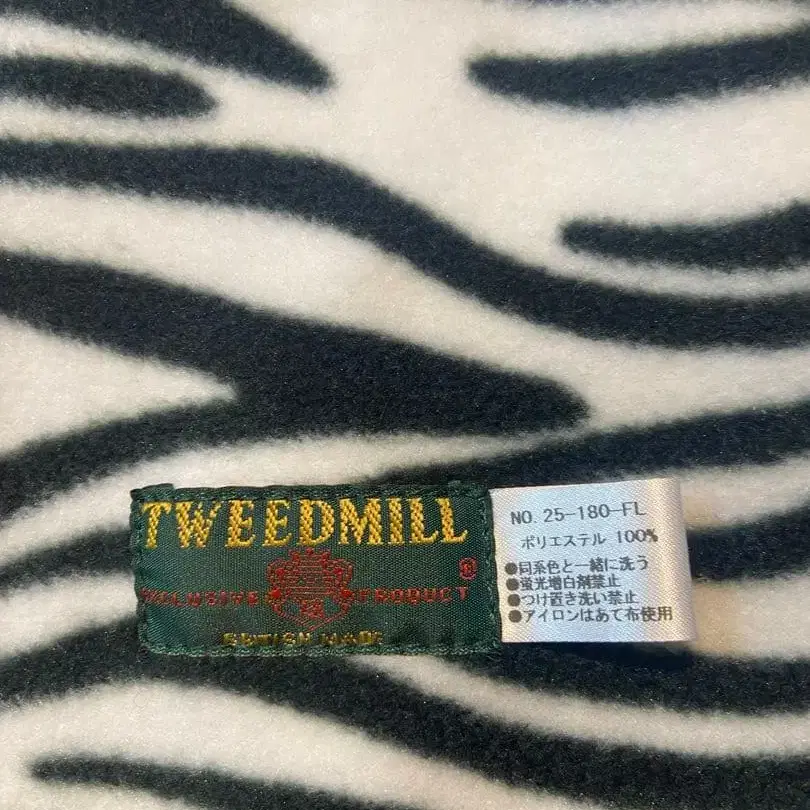 TWEEDMILL
®
EXCLUSIVE PRODUCT
BRITISH MADE
NO. 25-180-FL
ポリエステル 100%
●同系色と一緒に洗う
●蛍光増白剤禁止
●つけ置き洗い禁止
●アイロンはあて布使用